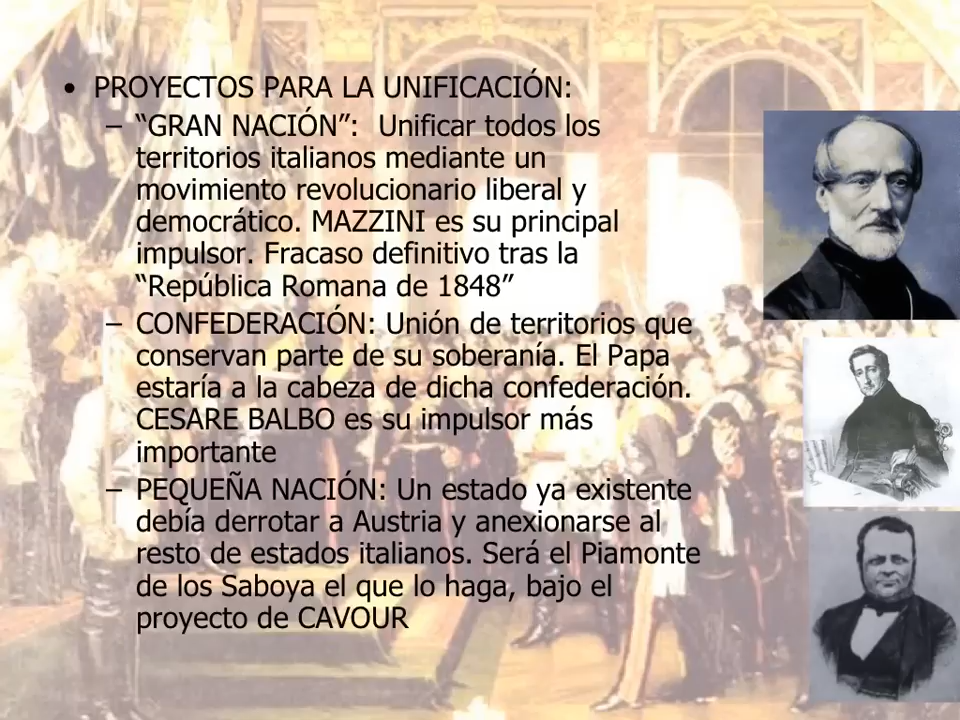 • PROYECTOS PARA LA UNIFICACIÓN:
– “GRAN NACIÓN”: Unificar todos los
territorios italianos mediante un
movimiento revolucionario liberal y
democrático. MAZZINI es su principal
impulsor. Fracaso definitivo tras la
“República Romana de 1848”
– CONFEDERACIÓN: Unión de territorios que
conservan parte de su soberanía. El Papa
estaría a la cabeza de dicha confederación.
CESARE BALBO es su impulsor más
importante
– PEQUEÑA NACIÓN: Un estado ya existente
debía derrotar a Austria y anexionarse al
resto de estados italianos. Será el Piamonte
de los Saboya el que lo haga, bajo el
proyecto de CAVOUR